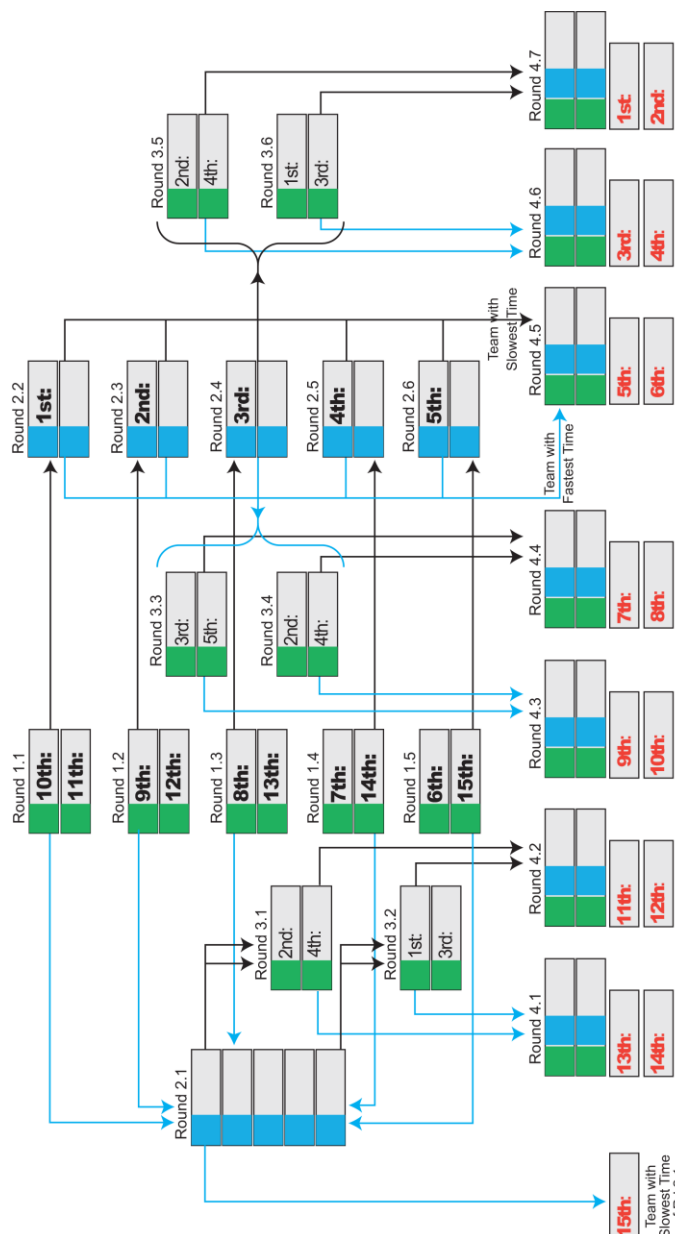 Round 1.1
10th:
11th:
Round 1.2
9th:
12th:
Round 1.3
8th:
13th:
Round 1.4
7th:
14th:
Round 1.5
6th:
15th:
Round 2.1
Round 2.2
1st:
Round 2.3
2nd:
Round 2.4
3rd:
Round 2.5
4th:
Round 2.6
5th:
Round 3.1
2nd:
4th:
Round 3.2
1st:
3rd:
Round 3.3
3rd:
5th:
Round 3.4
2nd:
4th:
Round 3.5
2nd:
4th:
Round 3.6
1st:
3rd:
Team with
Slowest Time
Team with
Fastest Time
15th:
Team with
Slowest Time
Round 4.1
13th:
14th:
Round 4.2
11th:
12th:
Round 4.3
9th:
10th:
Round 4.4
7th:
8th:
Round 4.5
5th:
6th:
Round 4.6
3rd:
4th:
Round 4.7
1st:
2nd: